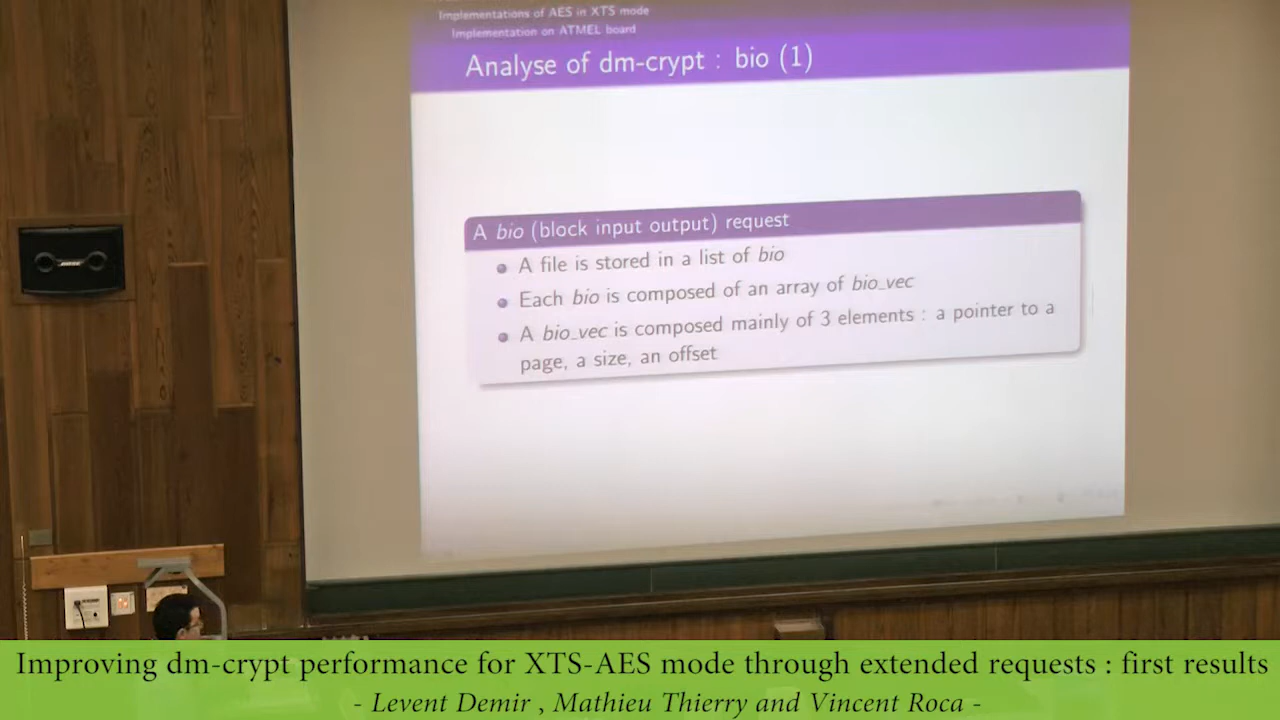 Implementations of AES in XTS mode
Implementation on ATMEL board
Analyse of dm-crypt : bio (1)
A bio (block input output) request
A file is stored in a list of bio
Each bio is composed of an array of bio_vec
A bio_vec is composed mainly of 3 elements : a pointer to a
page, a size, an offset
BOSE
Improving dm-crypt performance for XTS-AES mode through extended requests : first results
- Levent Demir , Mathieu Thierry and Vincent Roca -